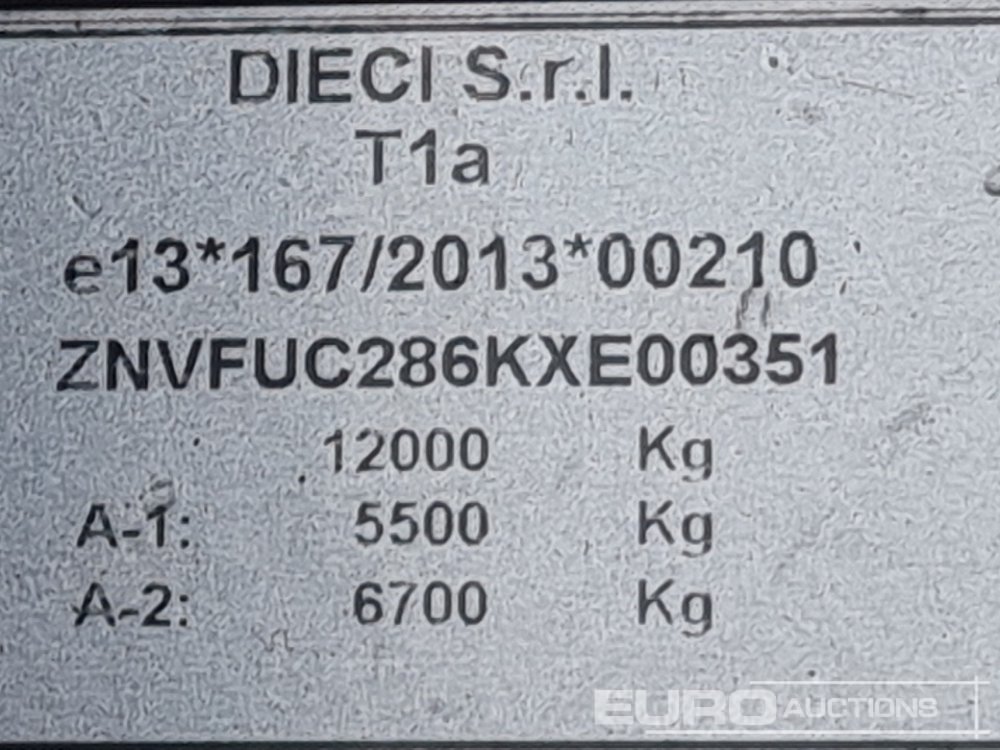 DIECI S.r.l.
T1a
e13*167/2013*00210
ZNVFUC286KXE00351
12000 Kg
A-1: 5500 Kg
A-2: 6700 Kg
EURO AUCTIONS